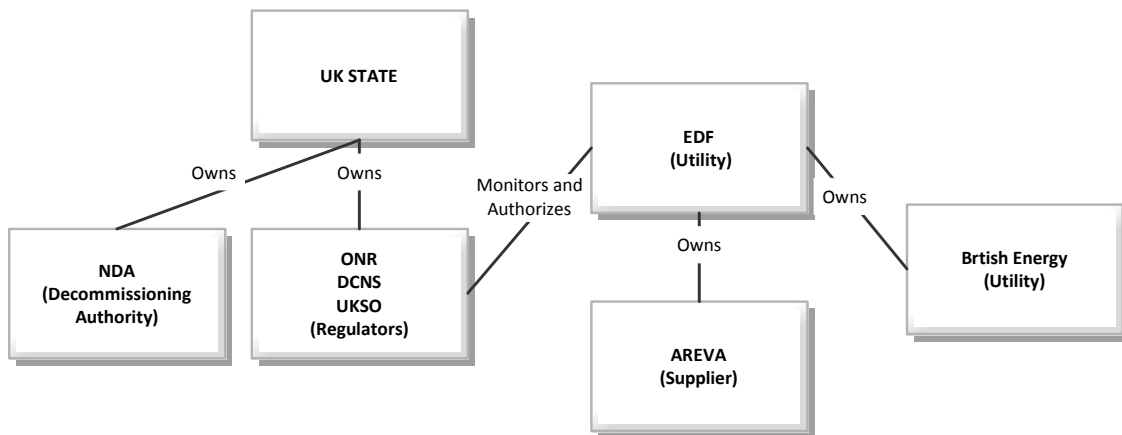 UK STATE
EDF
(Utility)
Owns
Owns
Monitors and
Authorizes
Owns
Owns
NDA
(Decommissioning
Authority)
ONR
DCNS
UKSO
(Regulators)
Brtish Energy
(Utility)
AREVA
(Supplier)